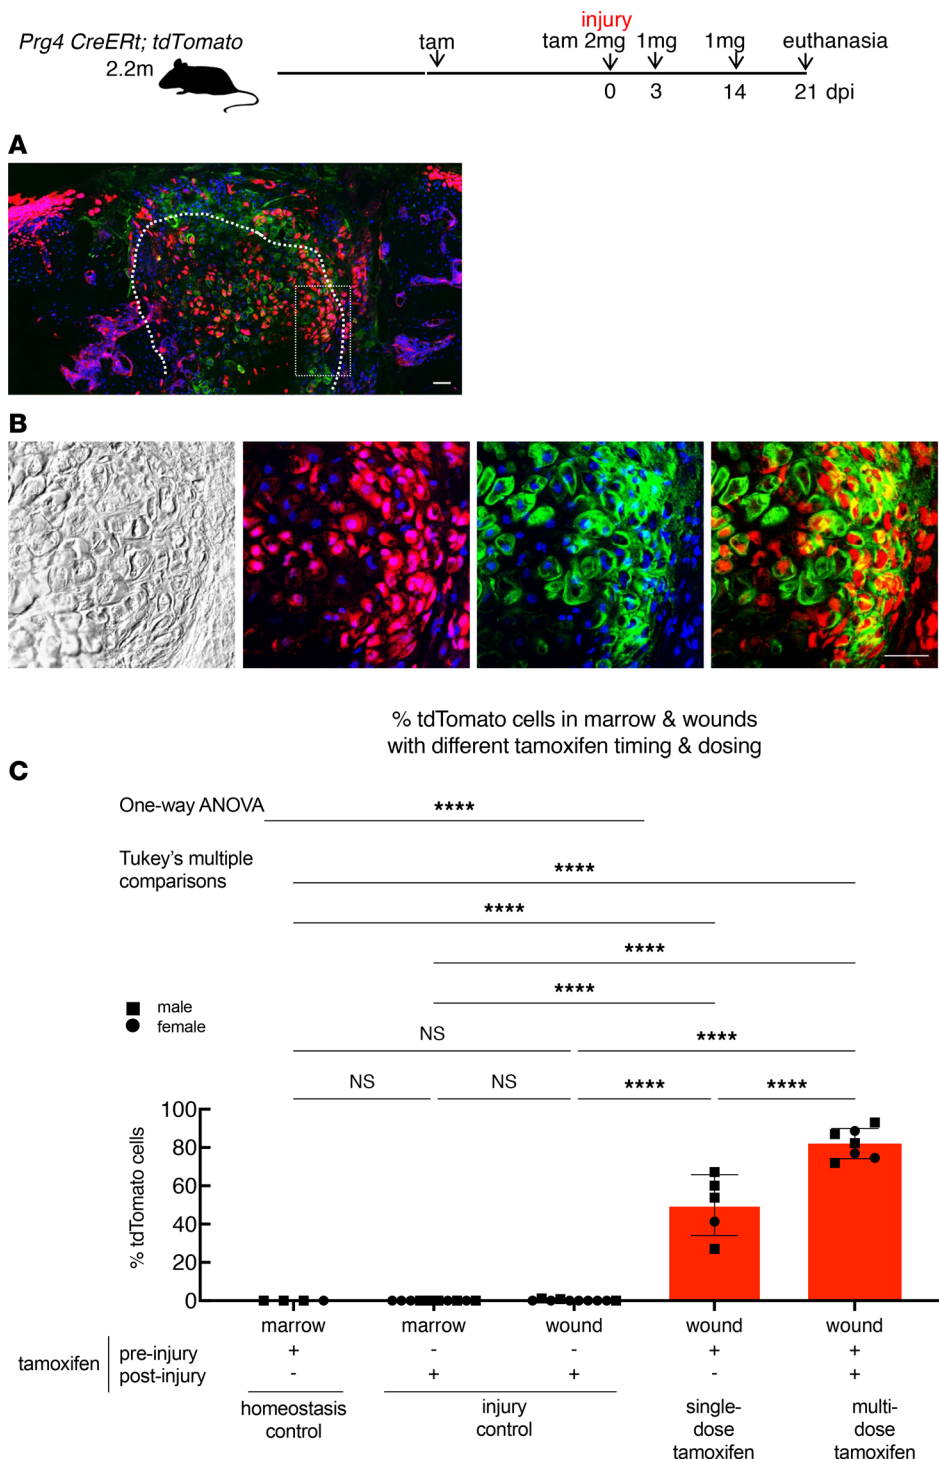 injury
Prg4 CreERt; tdTomato
tam
tam 2mg 1mg 1mg euthanasia
2.2m
0 3 14 21 dpi
A
B
% tdTomato cells in marrow & wounds
with different tamoxifen timing & dosing
C
One-way ANOVA ****
Tukey's multiple
comparisons
****
****
****
****
male
female
NS ****
NS NS **** ****
% tdTomato cells
100
80
60
40
20
0
marrow marrow wound wound wound
tamoxifen
pre-injury + - - + +
post-injury - + + - +
homeostasis
control
injury
control
single-
dose
tamoxifen
multi-
dose
tamoxifen